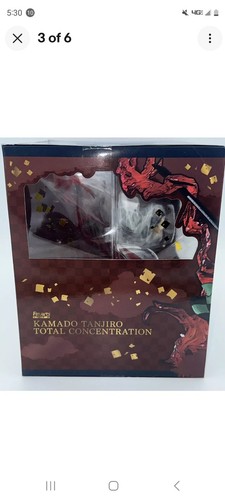 5:30
3 of 6
KAMADO TANJIRO
TOTAL CONCENTRATION